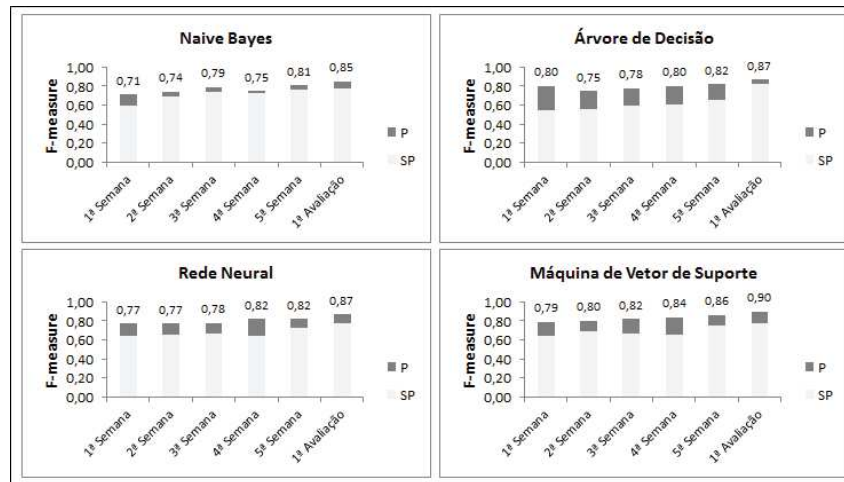 Naive Bayes
F-measure
1,00
0,80
0,60
0,40
0,20
0,00
0,71
0,74
0,79
0,75
0,81
0,85
1ª Semana
2ª Semana
3ª Semana
4ª Semana
5ª Semana
1ª Avaliação
P
SP
Árvore de Decisão
F-measure
1,00
0,80
0,60
0,40
0,20
0,00
0,80
0,75
0,78
0,80
0,82
0,87
1ª Semana
2ª Semana
3ª Semana
4ª Semana
5ª Semana
1ª Avaliação
P
SP
Rede Neural
F-measure
1,00
0,80
0,60
0,40
0,20
0,00
0,77
0,77
0,78
0,82
0,82
0,87
1ª Semana
2ª Semana
3ª Semana
4ª Semana
5ª Semana
1ª Avaliação
P
SP
Máquina de Vetor de Suporte
F-measure
1,00
0,80
0,60
0,40
0,20
0,00
0,79
0,80
0,82
0,84
0,86
0,90
1ª Semana
2ª Semana
3ª Semana
4ª Semana
5ª Semana
1ª Avaliação
P
SP